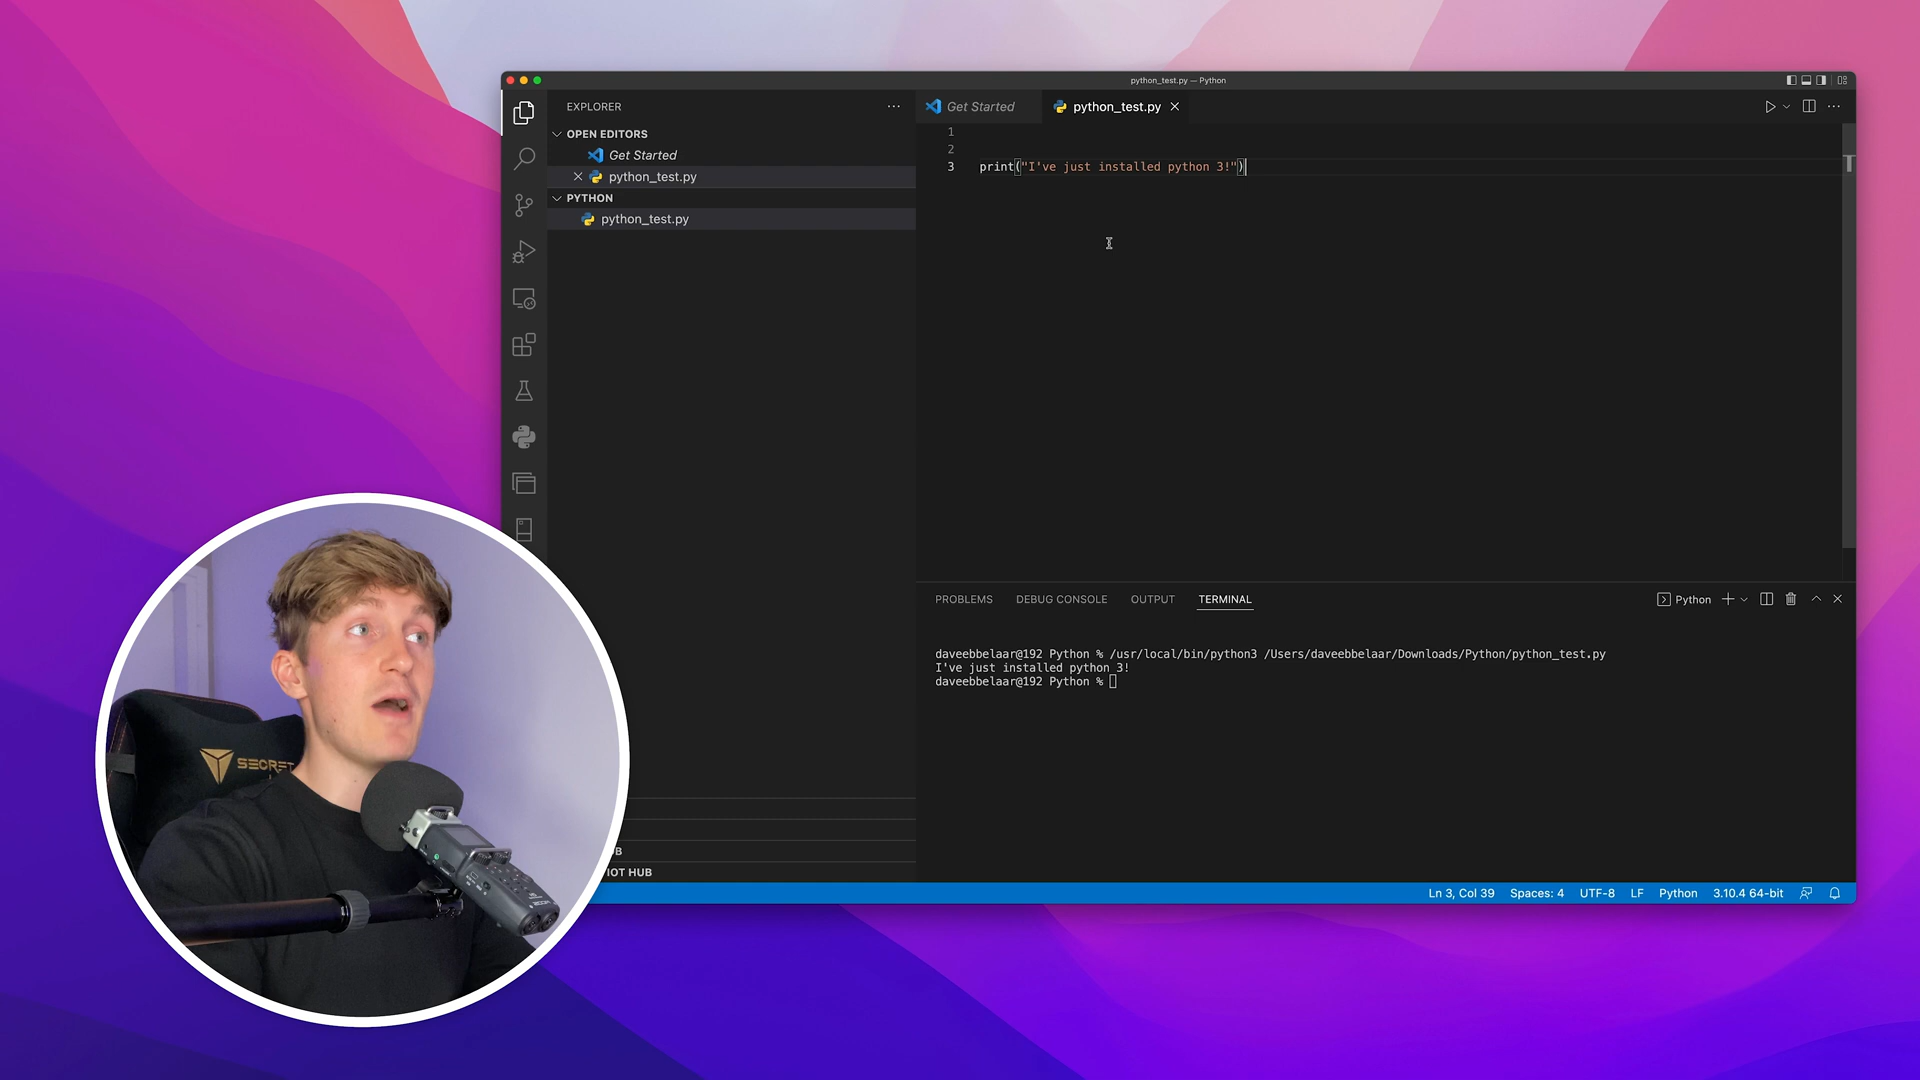 python_test.py — Python
EXPLORER
OPEN EDITORS
Get Started
python_test.py
PYTHON
python_test.py
Get Started
python_test.py
1
2
3 print("I've just installed python 3!")
PROBLEMS DEBUG CONSOLE OUTPUT TERMINAL
Python
daveebbelaar@192 Python % /usr/local/bin/python3 /Users/daveebbelaar/Downloads/Python/python_test.py
I've just installed python 3!
daveebbelaar@192 Python %
IOT HUB
Ln 3, Col 39 Spaces: 4 UTF-8 LF Python 3.10.4 64-bit
SECRET